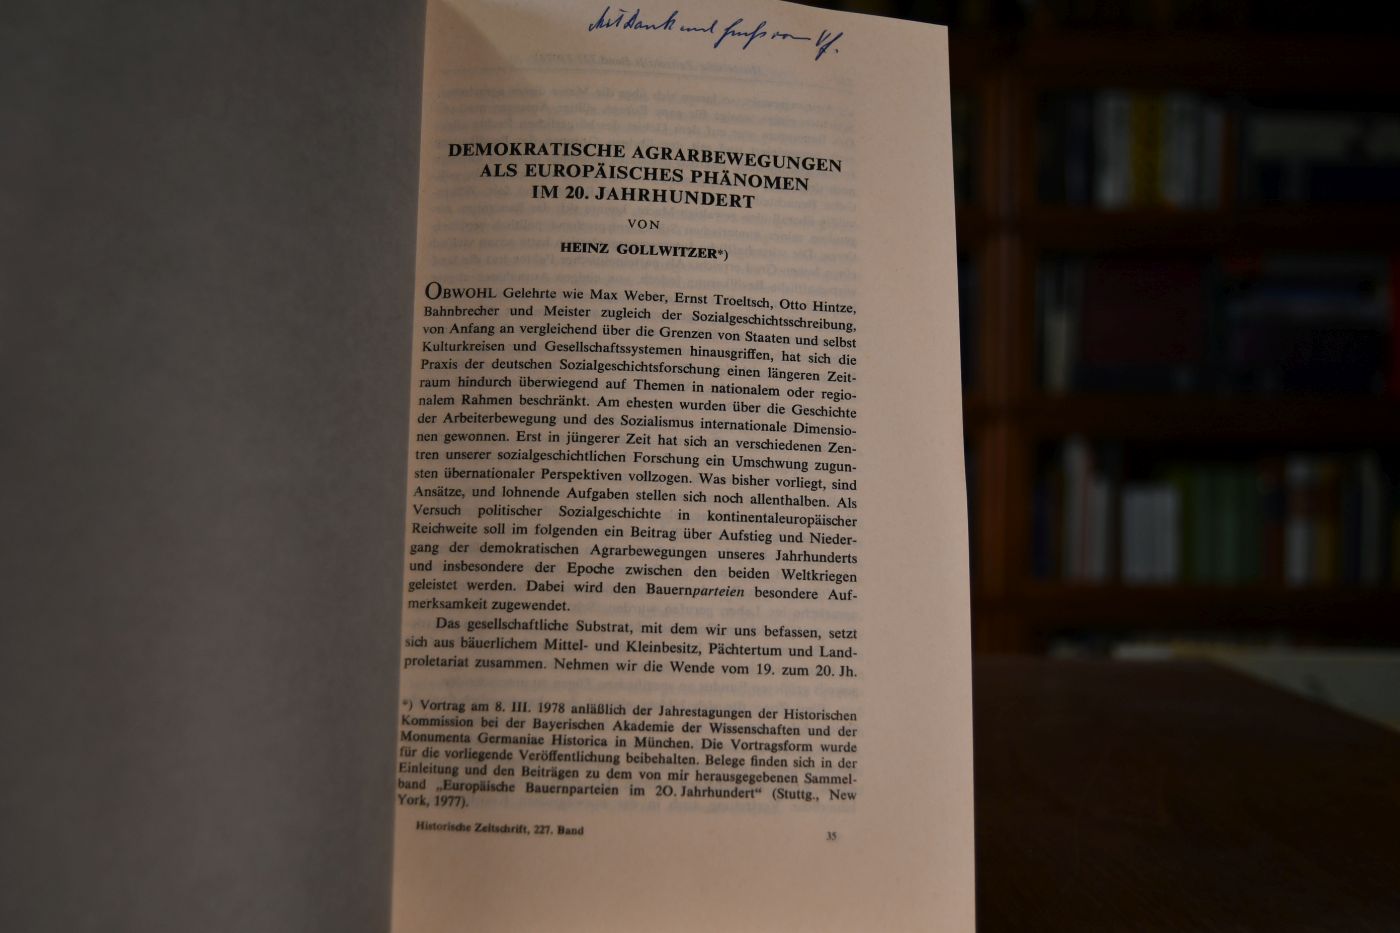 Mit Dank und Gruß vom Vf.
DEMOKRATISCHE AGRARBEWEGUNGEN
ALS EUROPÄISCHES PHÄNOMEN
IM 20. JAHRHUNDERT
VON
HEINZ GOLLWITZER*)
OBWOHL Gelehrte wie Max Weber, Ernst Troeltsch, Otto Hintze,
Bahnbrecher und Meister zugleich der Sozialgeschichtsschreibung,
von Anfang an vergleichend über die Grenzen von Staaten und selbst
Kulturkreisen und Gesellschaftssystemen hinausgriffen, hat sich die
Praxis der deutschen Sozialgeschichtsforschung einen längeren Zeit-
raum hindurch überwiegend auf Themen in nationalem oder regio-
nalem Rahmen beschränkt. Am ehesten wurden über die Geschichte
der Arbeiterbewegung und des Sozialismus internationale Dimensio-
nen gewonnen. Erst in jüngerer Zeit hat sich an verschiedenen Zen-
tren unserer sozialgeschichtlichen Forschung ein Umschwung zugun-
sten übernationaler Perspektiven vollzogen. Was bisher vorliegt, sind
Ansätze, und lohnende Aufgaben stellen sich noch allenthalben. Als
Versuch politischer Sozialgeschichte in kontinentaleuropäischer
Reichweite soll im folgenden ein Beitrag über Aufstieg und Nieder-
gang der demokratischen Agrarbewegungen unseres Jahrhunderts
und insbesondere der Epoche zwischen den beiden Weltkriegen
geleistet werden. Dabei wird den Bauernparteien besondere Auf-
merksamkeit zugewendet.
Das gesellschaftliche Substrat, mit dem wir uns befassen, setzt
sich aus bäuerlichem Mittel- und Kleinbesitz, Pächtertum und Land-
proletariat zusammen. Nehmen wir die Wende vom 19. zum 20. Jh.
*) Vortrag am 8. III. 1978 anläßlich der Jahrestagungen der Historischen
Kommission bei der Bayerischen Akademie der Wissenschaften und der
Monumenta Germaniae Historica in München. Die Vortragsform wurde
für die vorliegende Veröffentlichung beibehalten. Belege finden sich in der
Einleitung und den Beiträgen zu dem von mir herausgegebenen Sammel-
band „Europäische Bauernparteien im 20. Jahrhundert“ (Stuttg., New
York, 1977).
Historische Zeitschrift, 227. Band 35